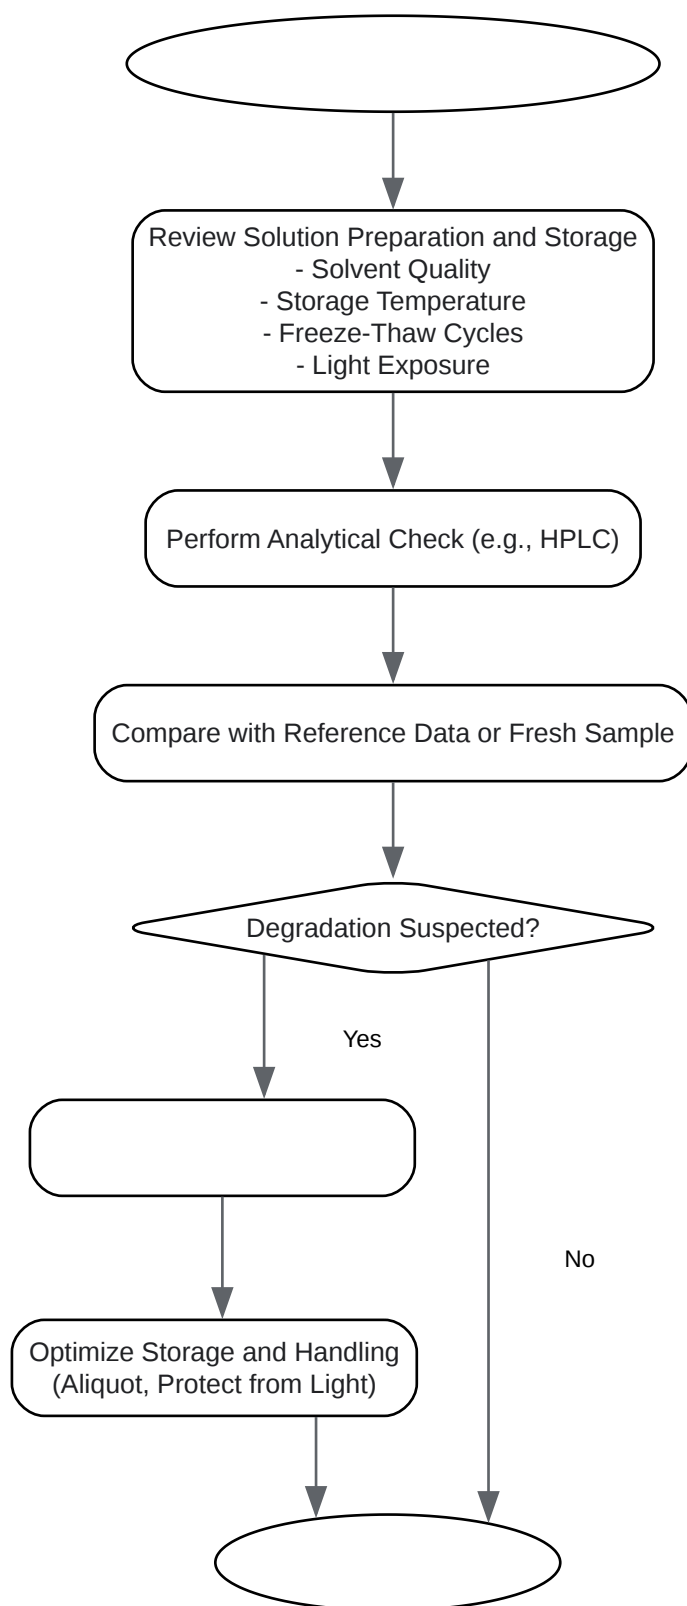 Review Solution Preparation and Storage
- Solvent Quality
- Storage Temperature
- Freeze-Thaw Cycles
- Light Exposure
Perform Analytical Check (e.g., HPLC)
Compare with Reference Data or Fresh Sample
Degradation Suspected?
Yes
No
Optimize Storage and Handling
(Aliquot, Protect from Light)